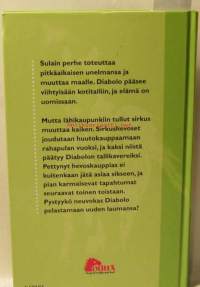 Sulain perhe toteuttaa
pitkäaikaisen unelmansa ja
muuttaa maalle. Diabolo pääsee
viihtyisään kotitalliin, ja elämä on
uomissaan.
Mutta lähikaupunkiin tullut sirkus
muuttaa kaiken. Sirkushevoset
joudutaan huutokauppaamaan
rahapulan vuoksi, ja kaksi niistä
päätyy Diabolon tallikavereiksi.
Pettynyt hevoskauppias ei
kuitenkaan jätä asiaa sikseen, ja
pian karmaisevat tapahtumat
seuraavat toinen toistaan.
Pystyykö neuvokas Diabolo
pelastamaan uuden laumansa?